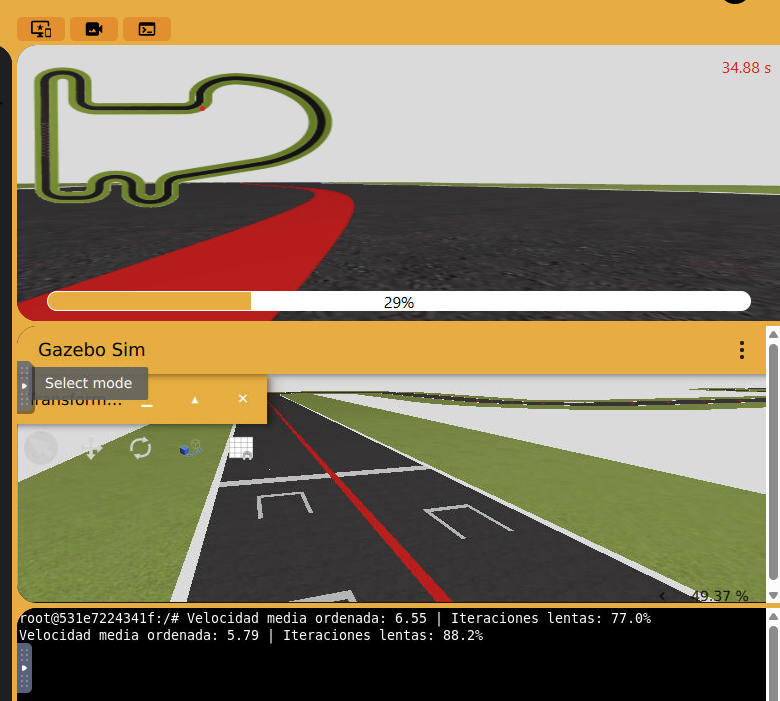 34.88 s
29%
Gazebo Sim
Select mode
49.37 %
root@531e7224341f:/# Velocidad media ordenada: 6.55 | Iteraciones lentas: 77.0%
Velocidad media ordenada: 5.79 | Iteraciones lentas: 88.2%